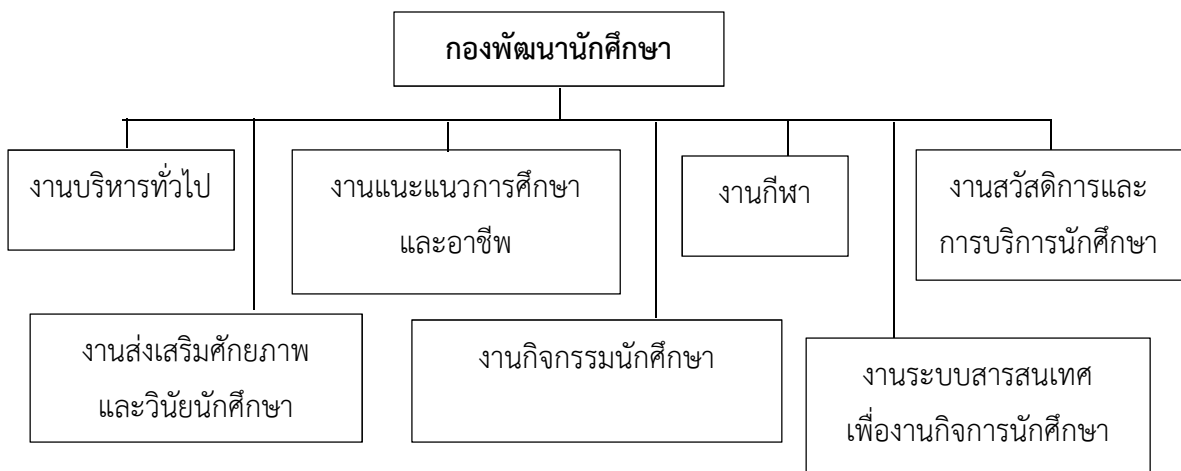 กองพัฒนานักศึกษา
งานบริหารทั่วไป
งานแนะแนวการศึกษา
และอาชีพ
งานกีฬา
งานสวัสดิการและ
การบริการนักศึกษา
งานส่งเสริมศักยภาพ
และวินัยนักศึกษา
งานกิจกรรมนักศึกษา
งานระบบสารสนเทศ
เพื่องานกิจการนักศึกษา